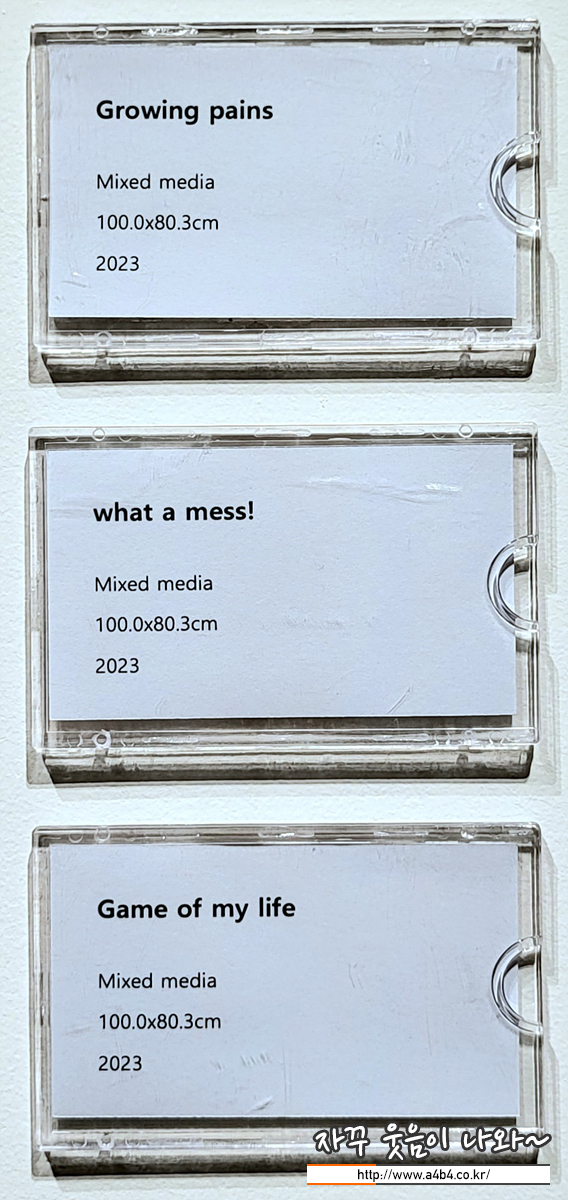 Growing pains
Mixed media
100.0x80.3cm
2023
what a mess!
Mixed media
100.0x80.3cm
2023
Game of my life
Mixed media
100.0x80.3cm
2023
자꾸 웃음이 나와~
http://www.a4b4.co.kr/